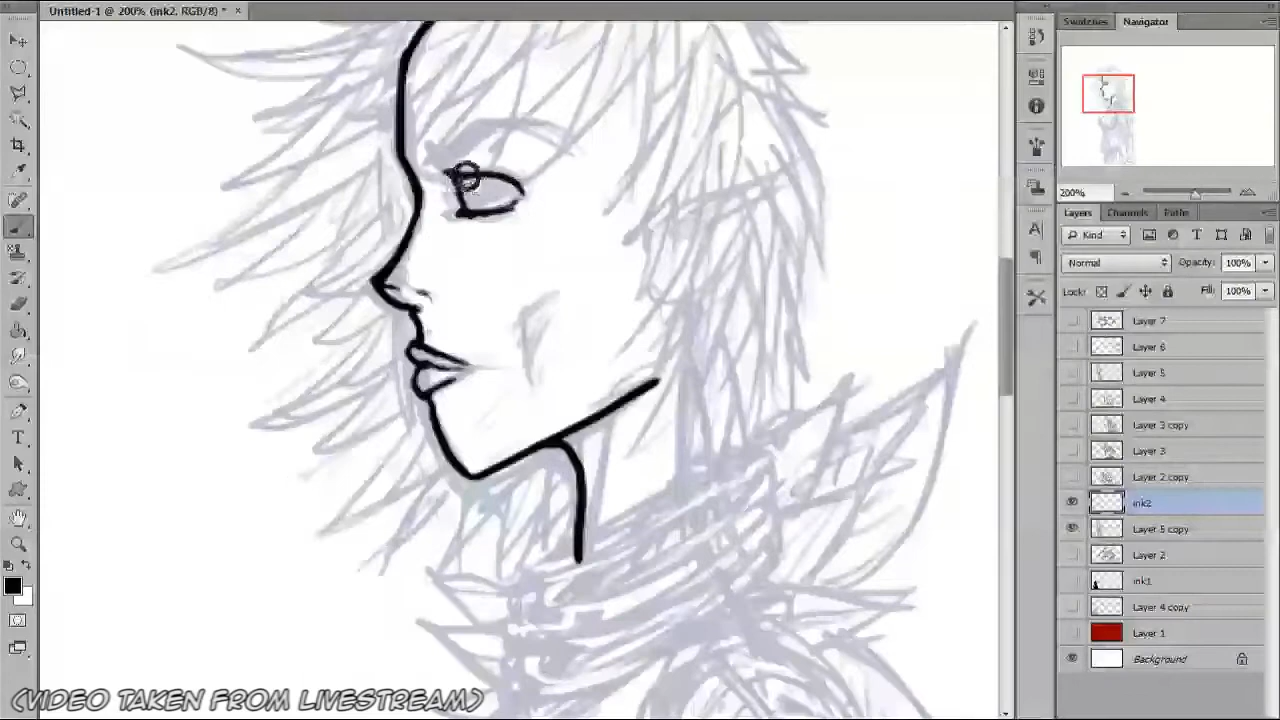 Untitled-1 @ 200% (ink2, RGB/8) * ×
Swatches Navigator
200%
Layers Channels Paths
Kind
Normal Opacity: 100%
Lock: Fill: 100%
Layer 7
Layer 6
Layer 5
Layer 4
Layer 3 copy
Layer 3
Layer 2 copy
ink2
Layer 5 copy
Layer 2
ink1
Layer 4 copy
Layer 1
Background
(VIDEO TAKEN FROM LIVESTREAM)